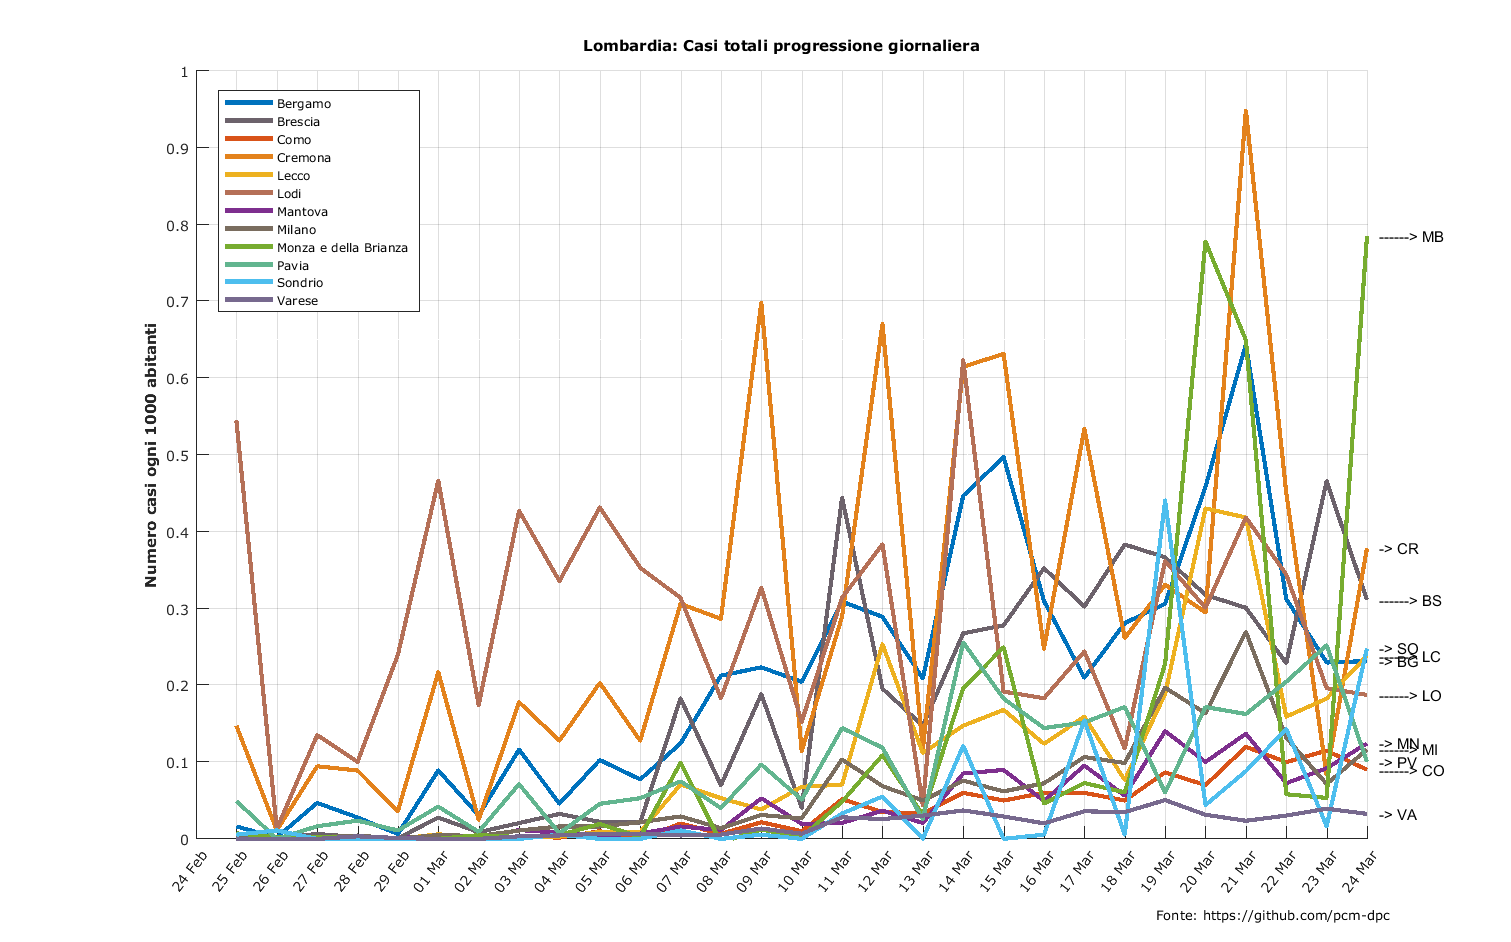 Lombardia: Casi totali progressione giornaliera
1
0.9
0.8
0.7
0.6
0.5
0.4
0.3
0.2
0.1
0
Numero casi ogni 1000 abitanti
Bergamo
Brescia
Como
Cremona
Lecco
Lodi
Mantova
Milano
Monza e della Brianza
Pavia
Sondrio
Varese
------> MB
-> CR
------> BS
-> SO
------> LC
-> BG
------> LO
-> MN
------> MI
-> PV
------> CO
-> VA
24 Feb
25 Feb
26 Feb
27 Feb
28 Feb
29 Feb
01 Mar
02 Mar
03 Mar
04 Mar
05 Mar
06 Mar
07 Mar
08 Mar
09 Mar
10 Mar
11 Mar
12 Mar
13 Mar
14 Mar
15 Mar
16 Mar
17 Mar
18 Mar
19 Mar
20 Mar
21 Mar
22 Mar
23 Mar
24 Mar
Fonte: https://github.com/pcm-dpc